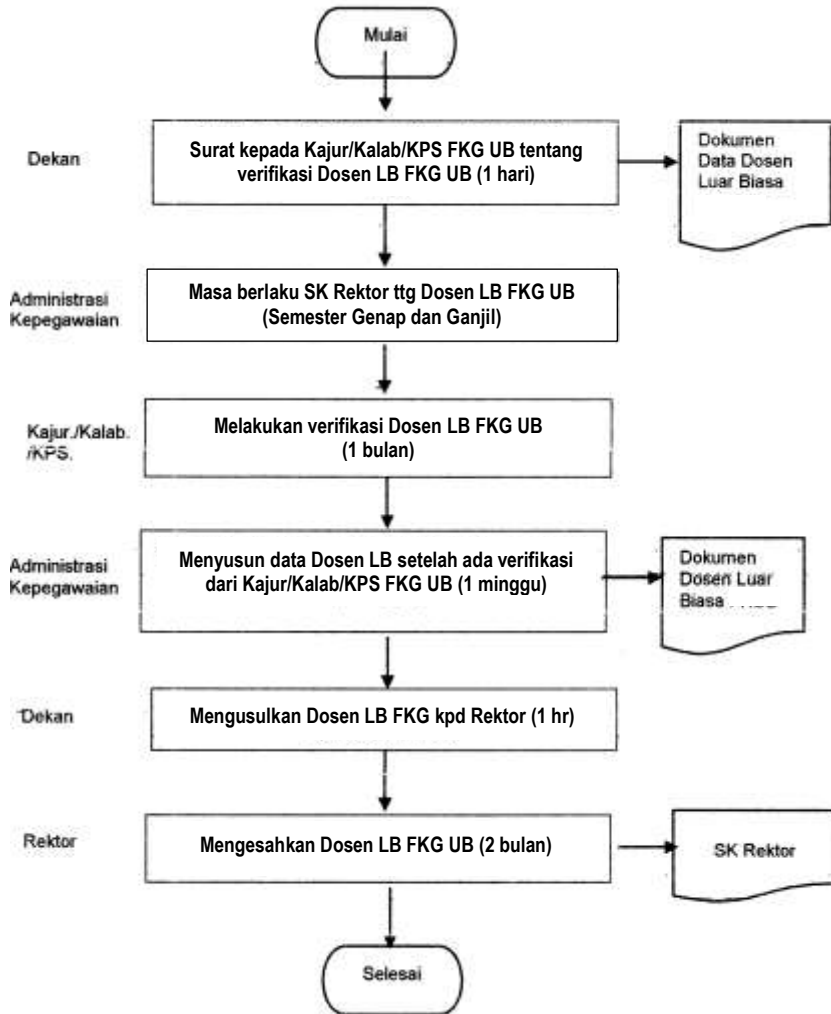 Mulai
Dekan
Surat kepada Kajur/Kalab/KPS FKG UB tentang
verifikasi Dosen LB FKG UB (1 hari)
Dokumen
Data Dosen
Luar Biasa
Administrasi
Kepegawaian
Masa berlaku SK Rektor ttg Dosen LB FKG UB
(Semester Genap dan Ganjil)
Kajur./Kalab.
/KPS.
Melakukan verifikasi Dosen LB FKG UB
(1 bulan)
Administrasi
Kepegawaian
Menyusun data Dosen LB setelah ada verifikasi
dari Kajur/Kalab/KPS FKG UB (1 minggu)
Dokumen
Dosen Luar
Biasa
Dekan
Mengusulkan Dosen LB FKG kpd Rektor (1 hr)
Rektor
Mengesahkan Dosen LB FKG UB (2 bulan)
SK Rektor
Selesai